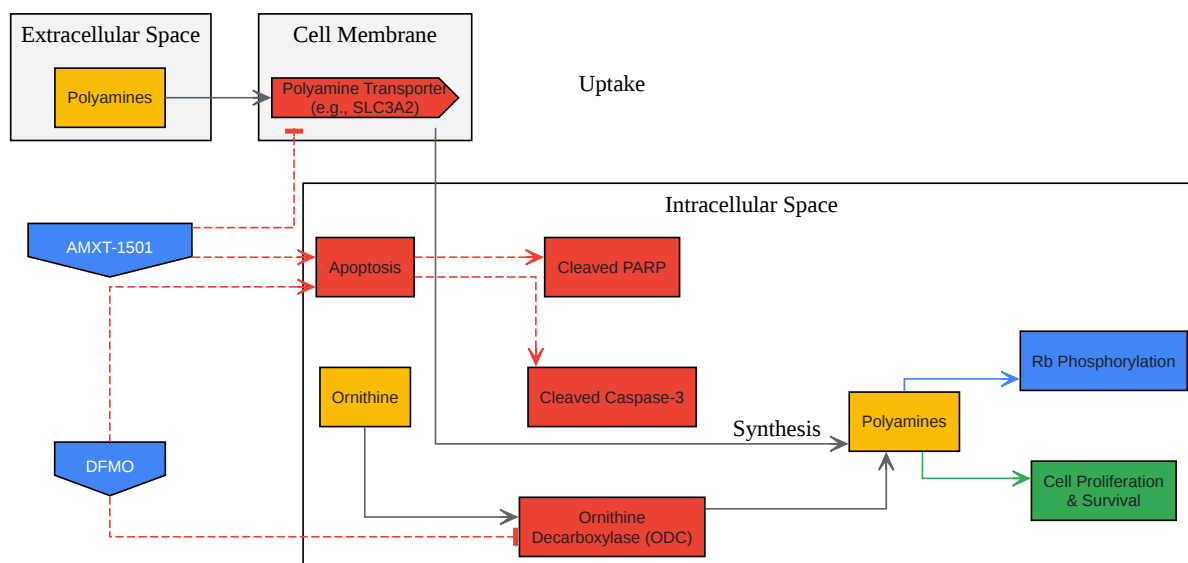 Extracellular Space
Cell Membrane
Polyamines
Polyamine Transporter
(e.g., SLC3A2)
Uptake
Intracellular Space
AMXT-1501
Apoptosis
Cleaved PARP
Rb Phosphorylation
Ornithine
Cleaved Caspase-3
Synthesis
Polyamines
DFMO
Cell Proliferation
& Survival
Ornithine
Decarboxylase (ODC)